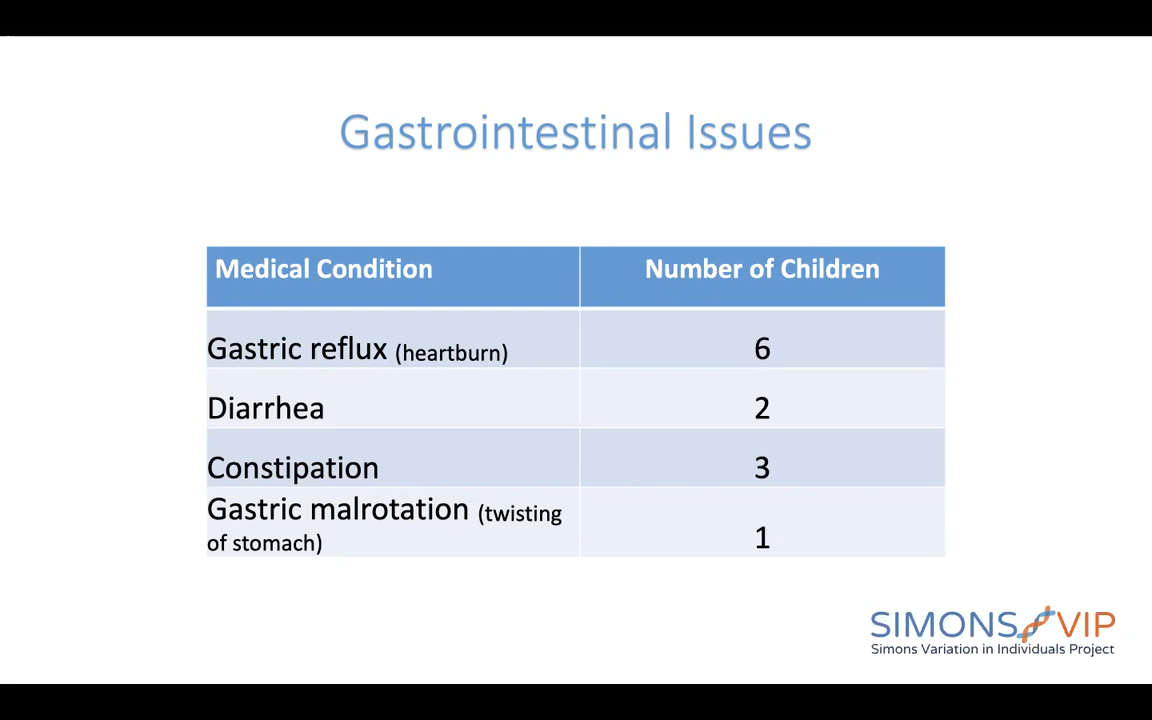 Gastrointestinal Issues
Medical Condition Number of Children
Gastric reflux (heartburn) 6
Diarrhea 2
Constipation 3
Gastric malrotation (twisting
of stomach) 1
SIMONS VIP
Simons Variation in Individuals Project